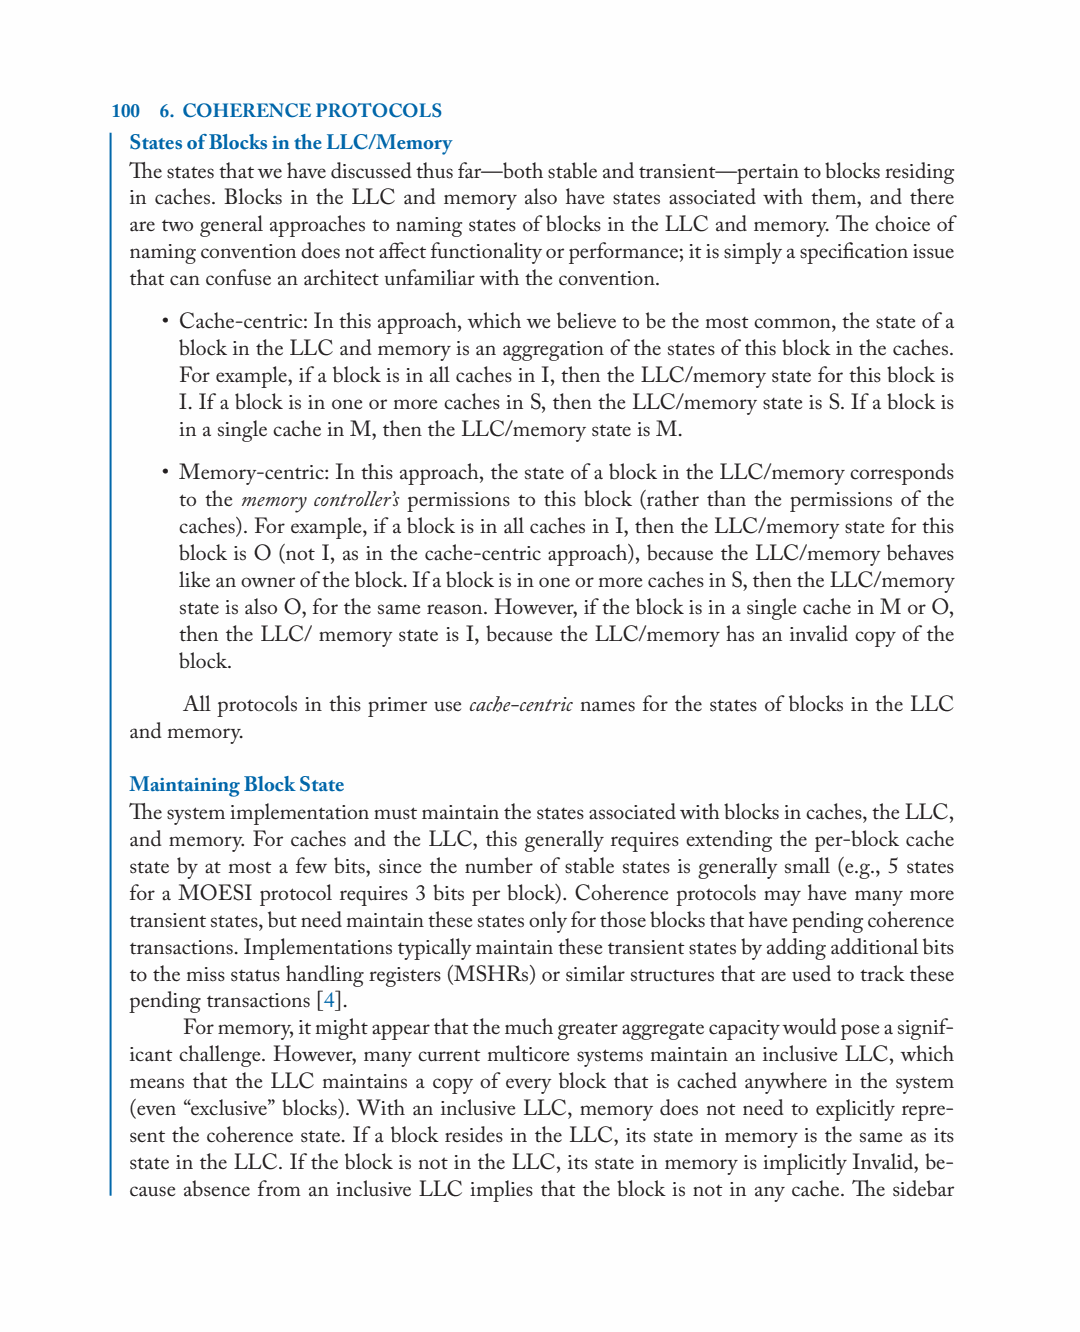 100 6. COHERENCE PROTOCOLS
States of Blocks in the LLC/Memory
The states that we have discussed thus far—both stable and transient—pertain to blocks residing
in caches. Blocks in the LLC and memory also have states associated with them, and there
are two general approaches to naming states of blocks in the LLC and memory. The choice of
naming convention does not affect functionality or performance; it is simply a specification issue
that can confuse an architect unfamiliar with the convention.
• Cache-centric: In this approach, which we believe to be the most common, the state of a
block in the LLC and memory is an aggregation of the states of this block in the caches.
For example, if a block is in all caches in I, then the LLC/memory state for this block is
I. If a block is in one or more caches in S, then the LLC/memory state is S. If a block is
in a single cache in M, then the LLC/memory state is M.
• Memory-centric: In this approach, the state of a block in the LLC/memory corresponds
to the memory controller’s permissions to this block (rather than the permissions of the
caches). For example, if a block is in all caches in I, then the LLC/memory state for this
block is O (not I, as in the cache-centric approach), because the LLC/memory behaves
like an owner of the block. If a block is in one or more caches in S, then the LLC/memory
state is also O, for the same reason. However, if the block is in a single cache in M or O,
then the LLC/ memory state is I, because the LLC/memory has an invalid copy of the
block.
All protocols in this primer use cache-centric names for the states of blocks in the LLC
and memory.
Maintaining Block State
The system implementation must maintain the states associated with blocks in caches, the LLC,
and memory. For caches and the LLC, this generally requires extending the per-block cache
state by at most a few bits, since the number of stable states is generally small (e.g., 5 states
for a MOESI protocol requires 3 bits per block). Coherence protocols may have many more
transient states, but need maintain these states only for those blocks that have pending coherence
transactions. Implementations typically maintain these transient states by adding additional bits
to the miss status handling registers (MSHRs) or similar structures that are used to track these
pending transactions [4].
For memory, it might appear that the much greater aggregate capacity would pose a signif-
icant challenge. However, many current multicore systems maintain an inclusive LLC, which
means that the LLC maintains a copy of every block that is cached anywhere in the system
(even “exclusive” blocks). With an inclusive LLC, memory does not need to explicitly repre-
sent the coherence state. If a block resides in the LLC, its state in memory is the same as its
state in the LLC. If the block is not in the LLC, its state in memory is implicitly Invalid, be-
cause absence from an inclusive LLC implies that the block is not in any cache. The sidebar